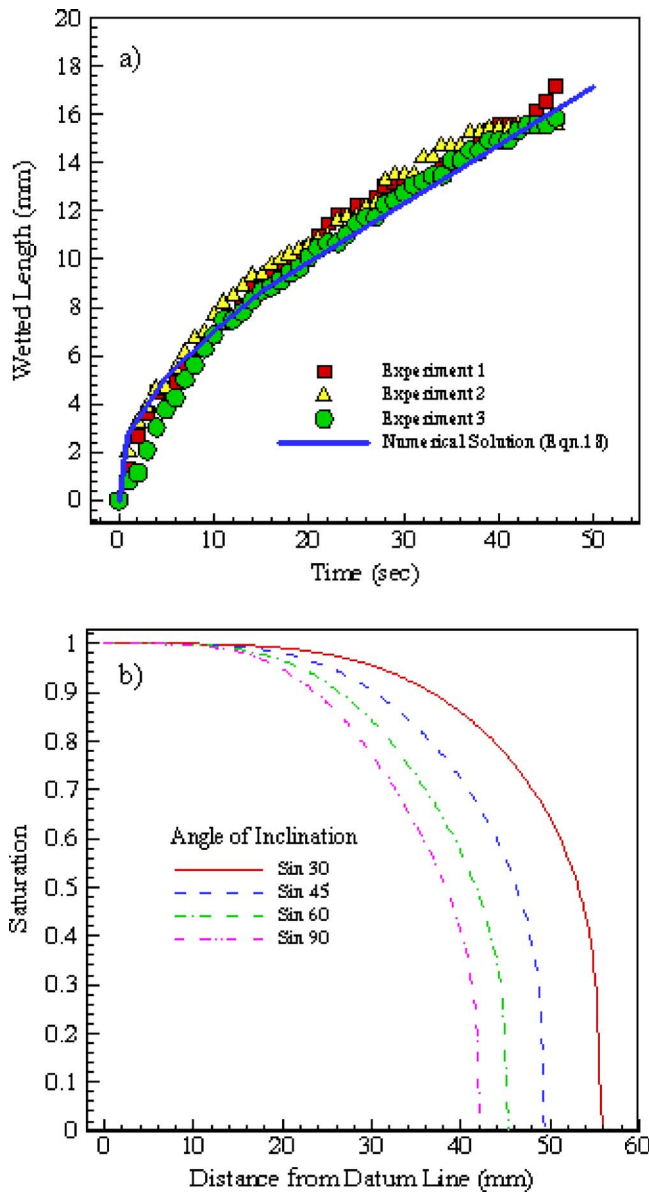 a)
20
18
16
14
12
10
8
6
4
2
0
Wetted Length (mm)
Experiment 1
Experiment 2
Experiment 3
Numerical Solution (Eqn.18)
0 10 20 30 40 50
Time (sec)
b)
1
0.9
0.8
0.7
0.6
0.5
0.4
0.3
0.2
0.1
0
Saturation
Angle of Inclination
Sin 30
Sin 45
Sin 60
Sin 90
0 10 20 30 40 50 60
Distance from Datum Line (mm)